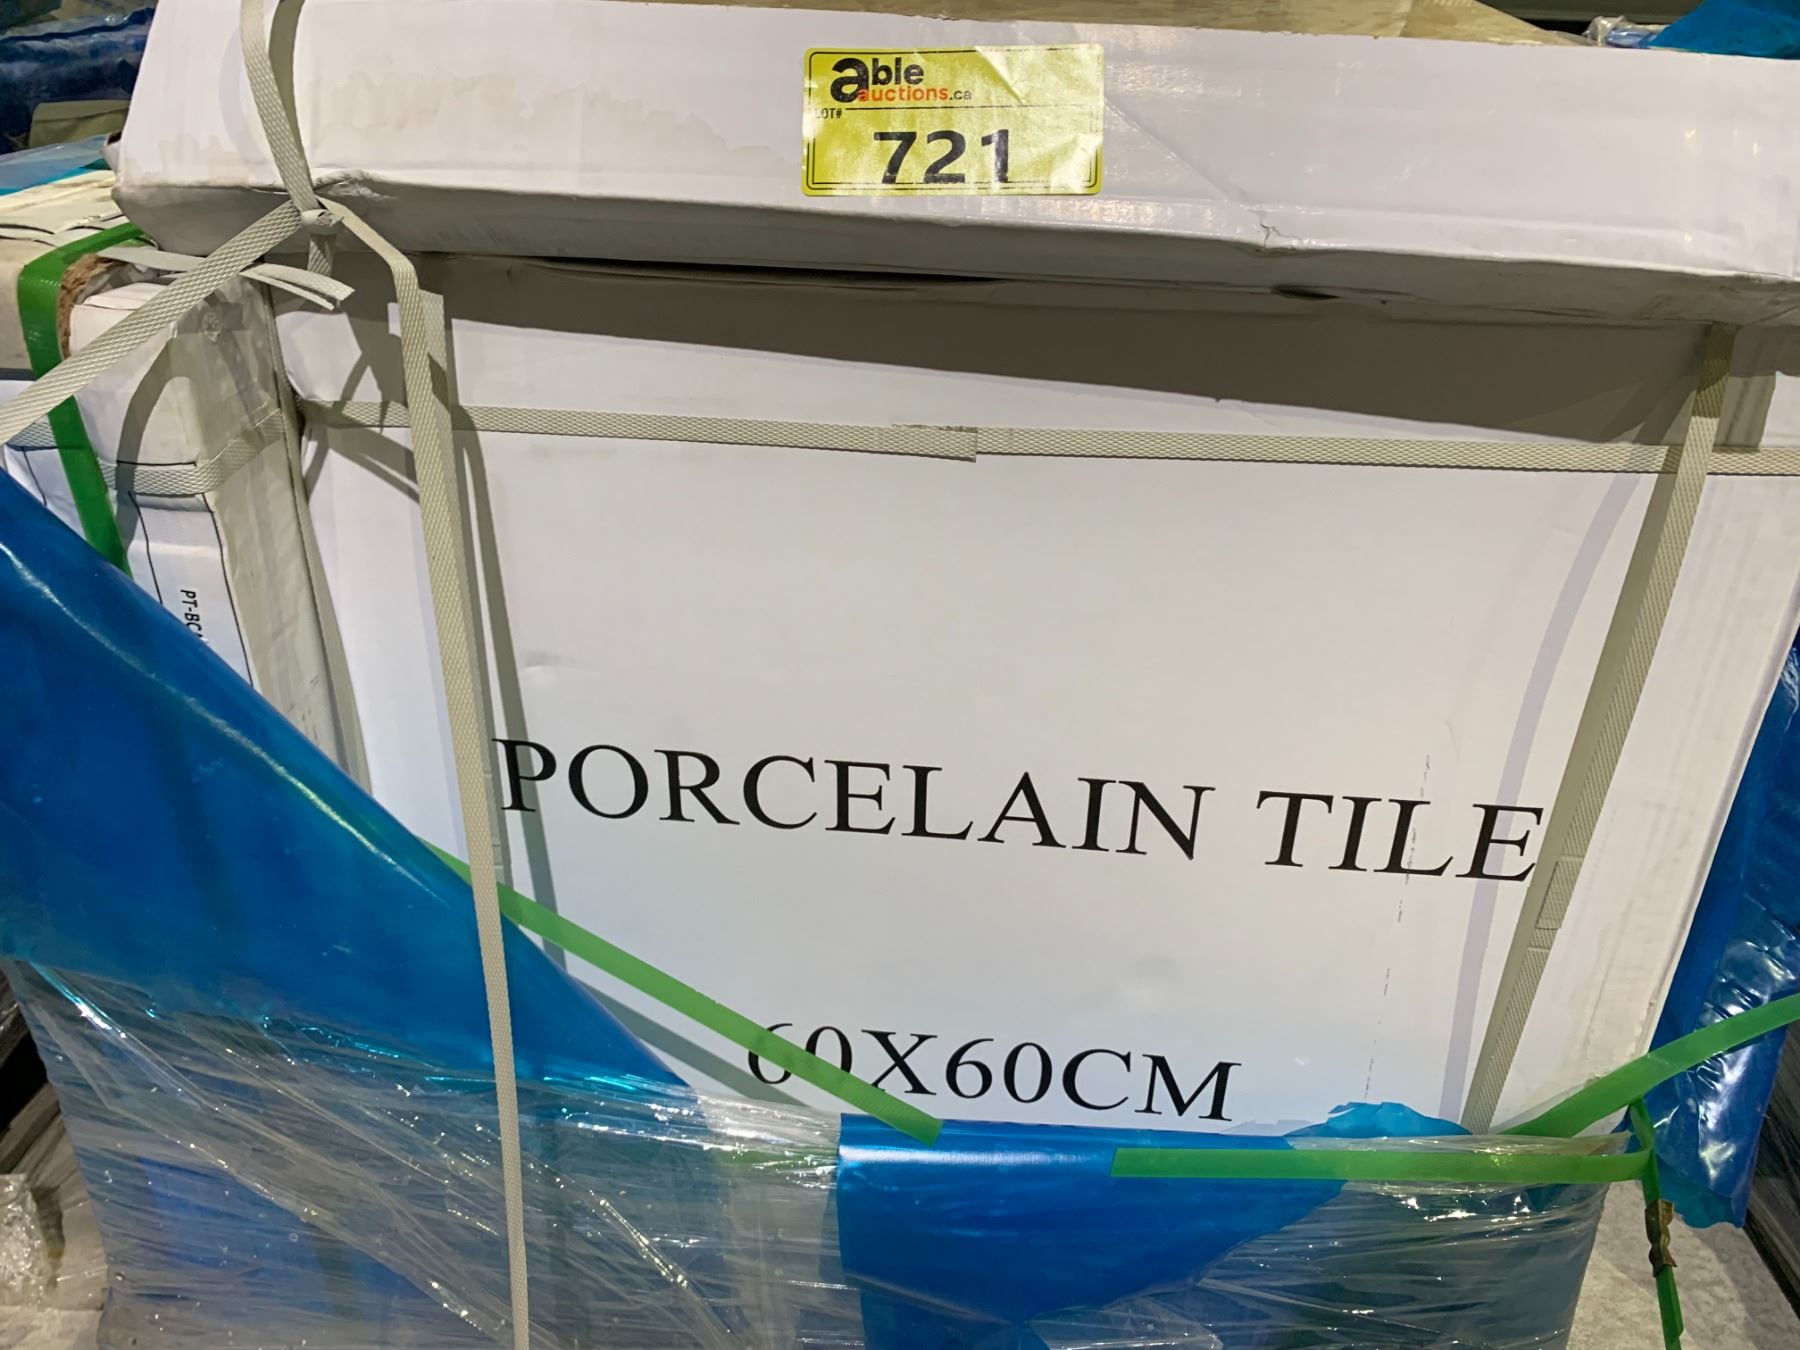 able
auctions.ca
LOT#
721
PORCELAIN TILE
60X60CM